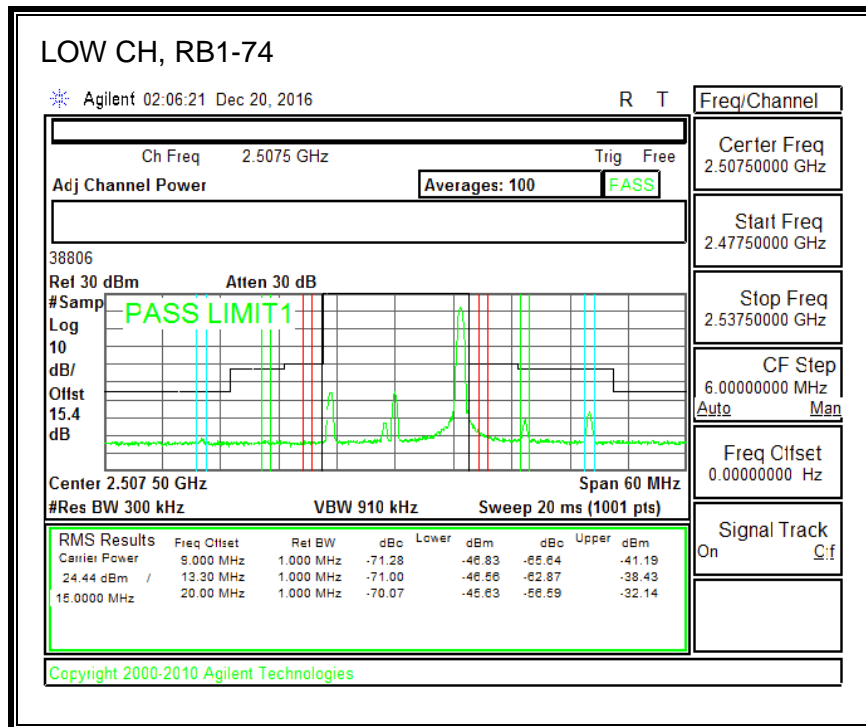 LOW CH, RB1-74
Agilent 02:06:21 Dec 20, 2016 R T
Freq/Channel
Ch Freq 2.5075 GHz Trig Free
Adj Channel Power Averages: 100 PASS
Center Freq
2.50750000 GHz
Start Freq
2.47750000 GHz
Stop Freq
2.53750000 GHz
CF Step
6.00000000 MHz
Auto Man
Freq Offset
0.00000000 Hz
Signal Track
On Off
38806
Ref 30 dBm Atten 30 dB
#Samp
Log
10
dB/
Offst
15.4
dB
PASS LIMIT1
Center 2.507 50 GHz Span 60 MHz
#Res BW 300 kHz VBW 910 kHz Sweep 20 ms (1001 pts)
RMS Results Freq Offset Ref BW dBc Lower dBm dBc Upper dBm
Carrier Power 9.000 MHz 1.000 MHz -71.28 -46.83 -65.64 -41.19
24.44 dBm / 13.30 MHz 1.000 MHz -71.00 -46.56 -62.87 -38.43
15.0000 MHz 20.00 MHz 1.000 MHz -70.07 -45.63 -56.59 -32.14
Copyright 2000-2010 Agilent Technologies